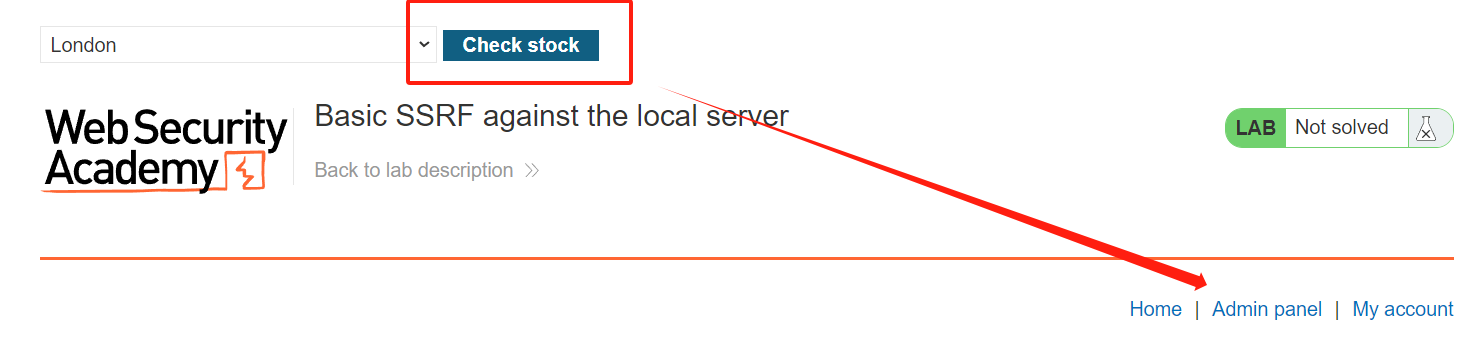 London
Check stock
Web Security
Academy
Basic SSRF against the local server
Back to lab description
LAB Not solved
Home | Admin panel | My account